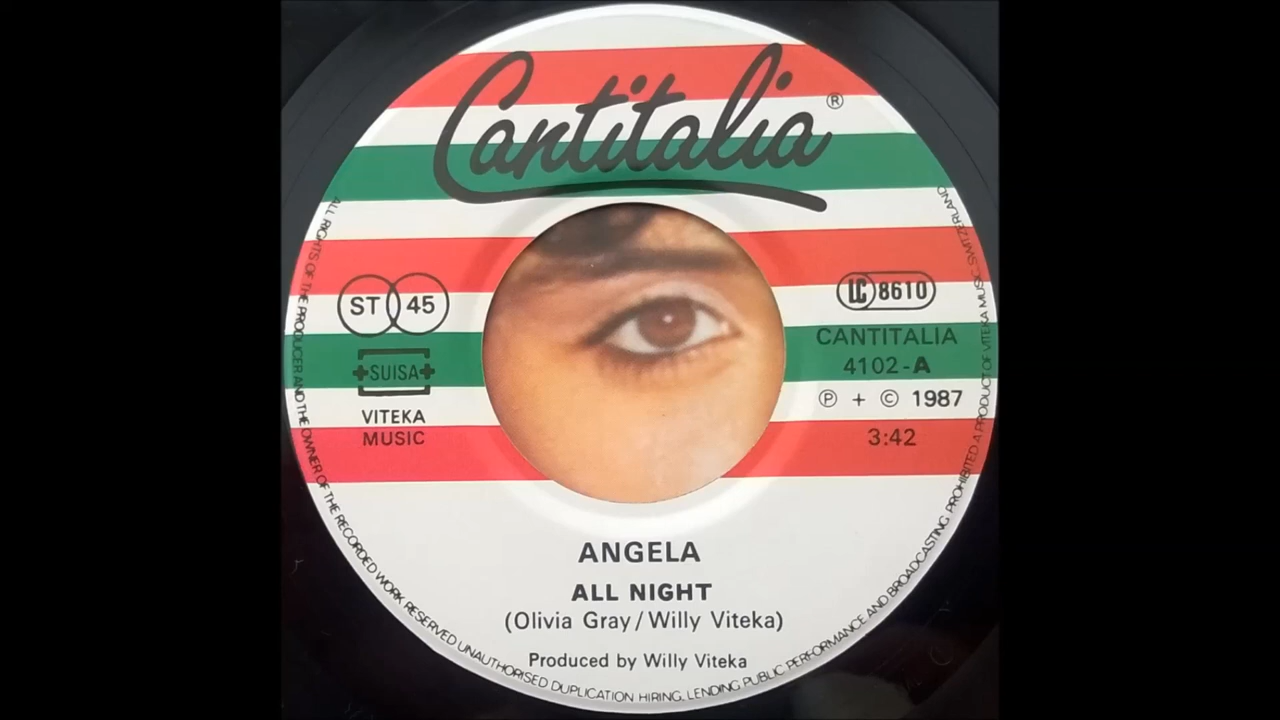 Cantitalia®
ST 45
SUISA
VITEKA
MUSIC
LC 8610
CANTITALIA
4102-A
Ⓟ + © 1987
3:42
ANGELA
ALL NIGHT
(Olivia Gray/Willy Viteka)
Produced by Willy Viteka
ALL RIGHTS OF THE PRODUCER AND THE OWNER OF THE RECORDED WORK RESERVED UNAUTHORISED DUPLICATION HIRING, LENDING PUBLIC PERFORMANCE AND BROADCASTING PROHIBITED A PRODUCT OF VITEKA MUSIC SWITZERLAND